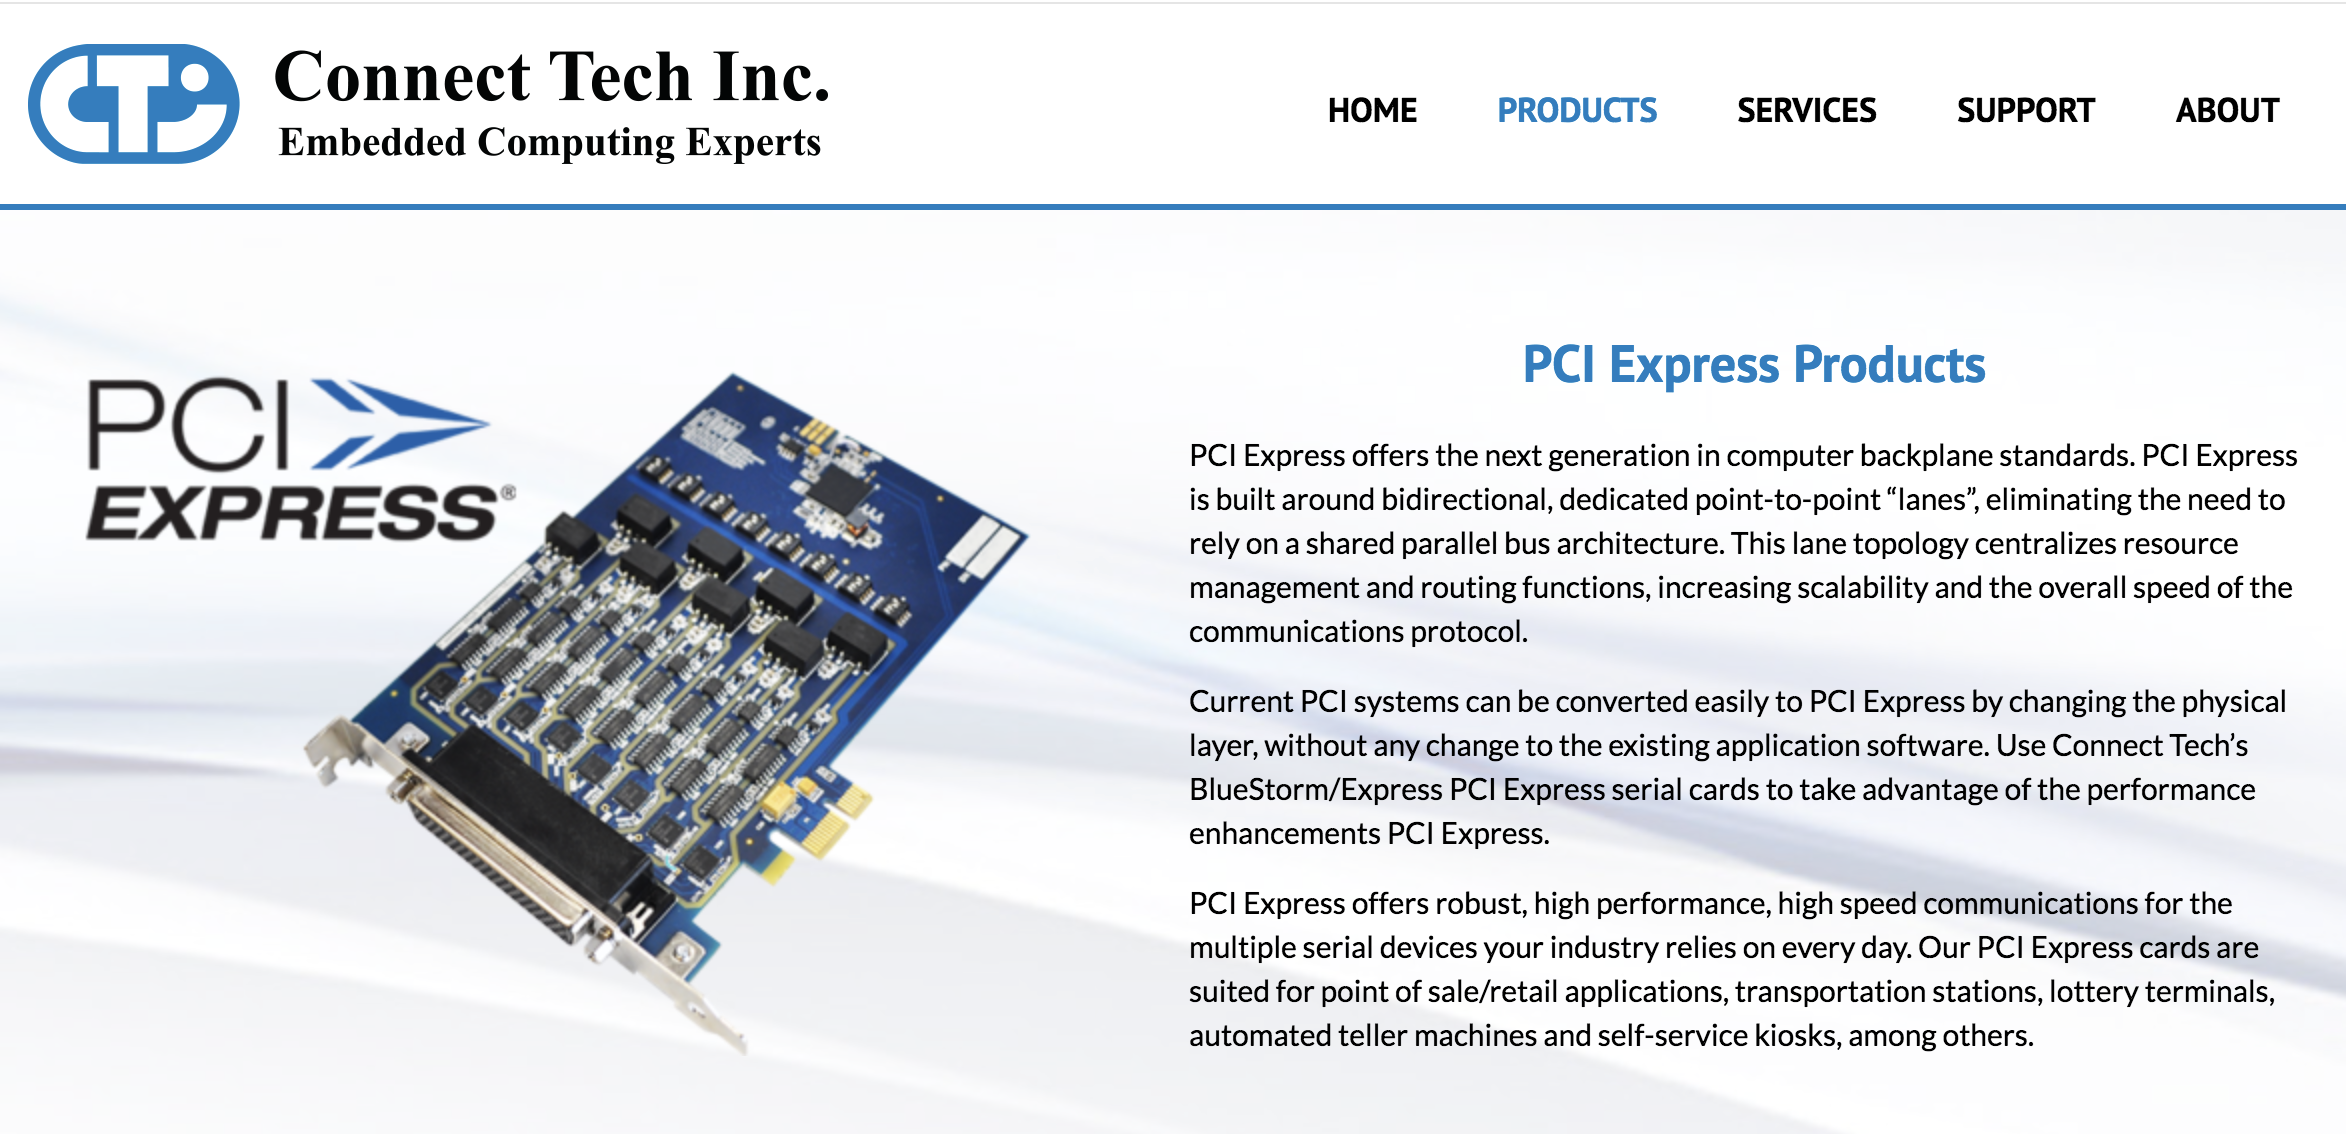 CTi
Connect Tech Inc.
Embedded Computing Experts
HOME PRODUCTS SERVICES SUPPORT ABOUT
PCI
EXPRESS®
PCI Express Products
PCI Express offers the next generation in computer backplane standards. PCI Express
is built around bidirectional, dedicated point-to-point “lanes”, eliminating the need to
rely on a shared parallel bus architecture. This lane topology centralizes resource
management and routing functions, increasing scalability and the overall speed of the
communications protocol.
Current PCI systems can be converted easily to PCI Express by changing the physical
layer, without any change to the existing application software. Use Connect Tech’s
BlueStorm/Express PCI Express serial cards to take advantage of the performance
enhancements PCI Express.
PCI Express offers robust, high performance, high speed communications for the
multiple serial devices your industry relies on every day. Our PCI Express cards are
suited for point of sale/retail applications, transportation stations, lottery terminals,
automated teller machines and self-service kiosks, among others.